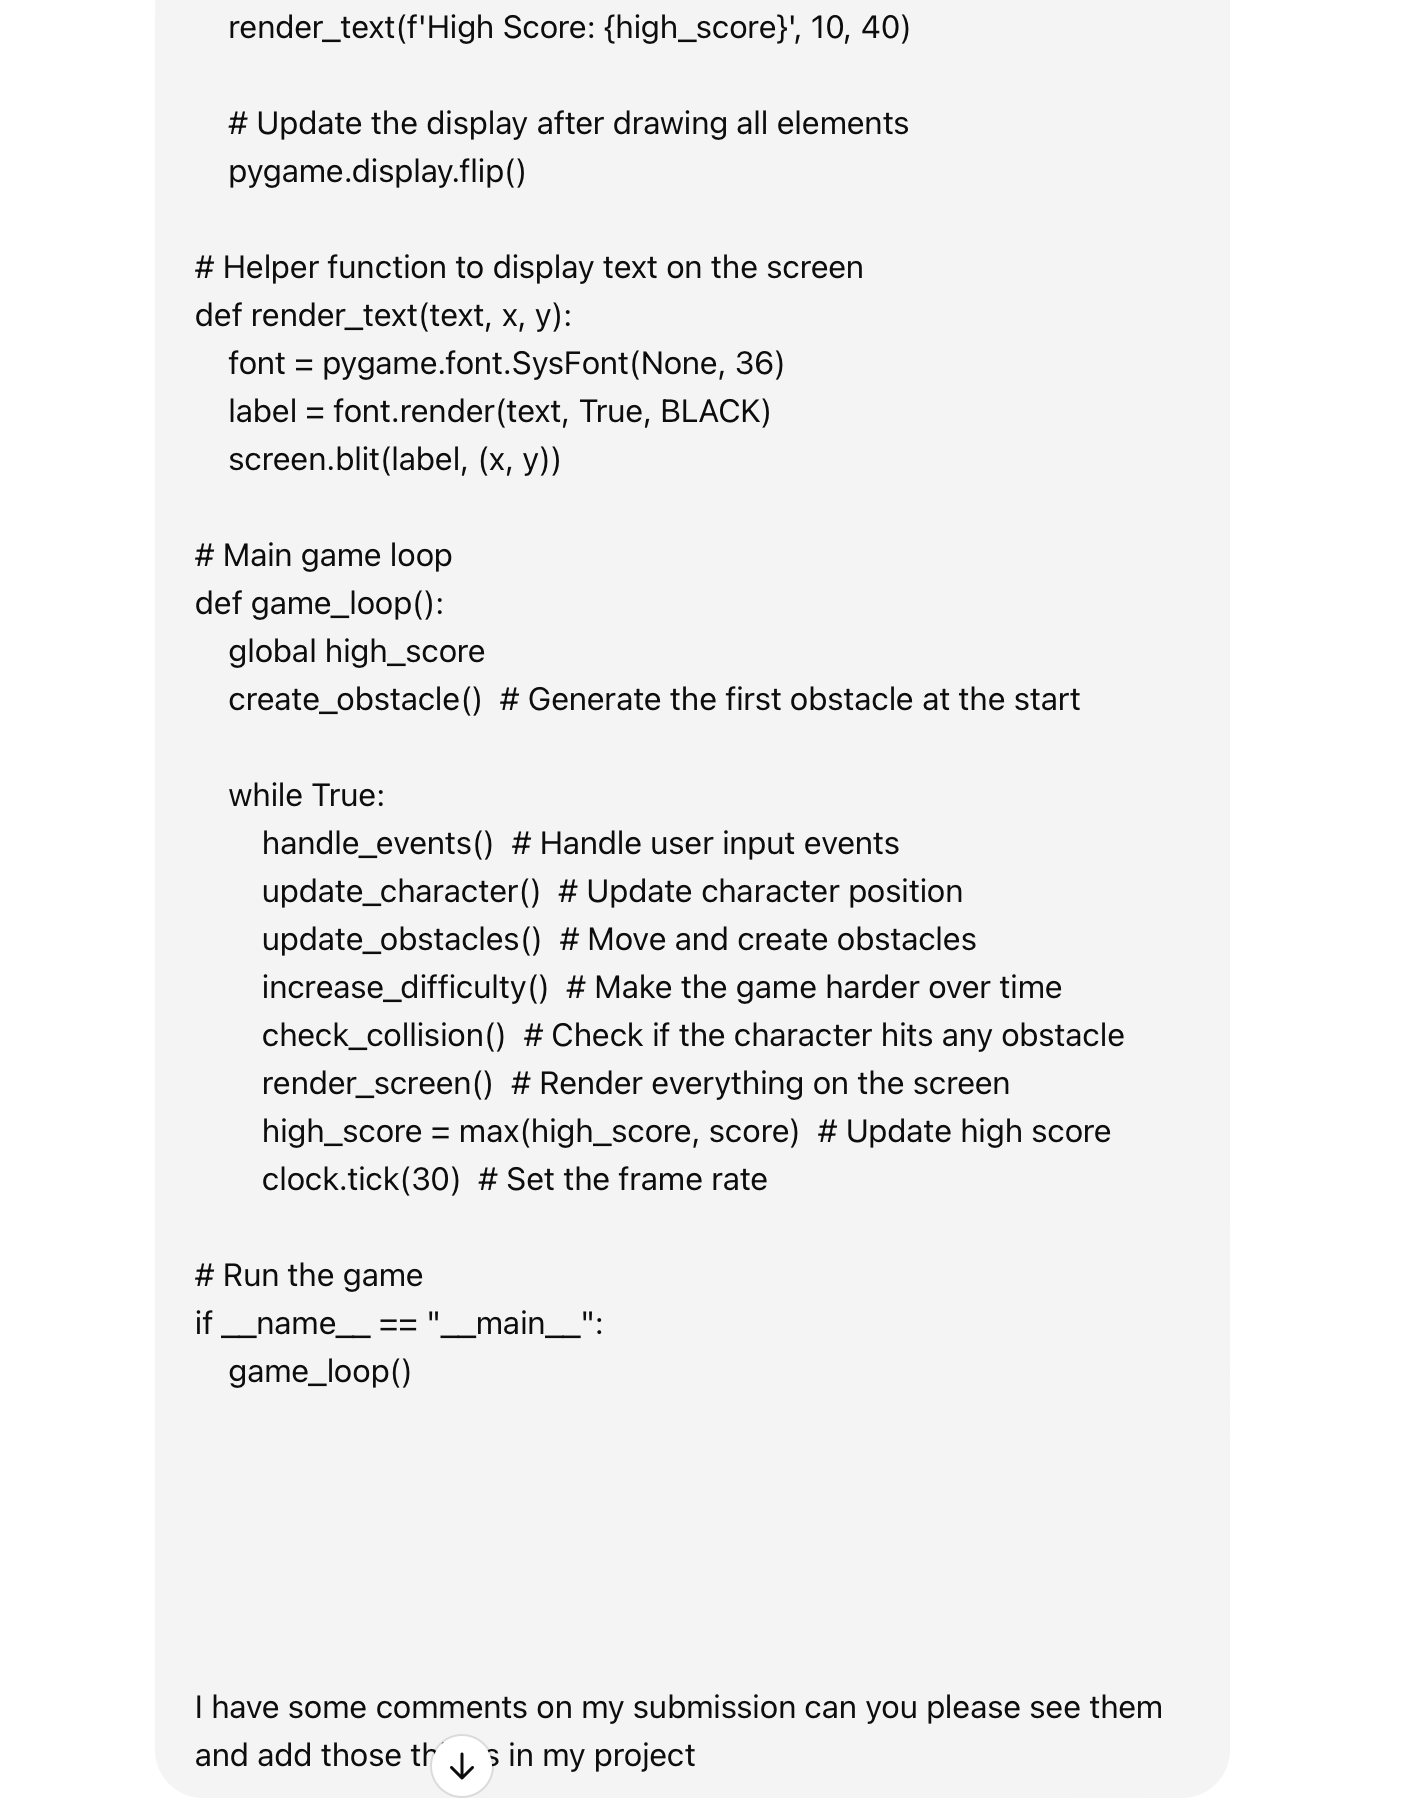 render_text(f'High Score: {high_score}', 10, 40)
# Update the display after drawing all elements
pygame.display.flip()
# Helper function to display text on the screen
def render_text(text, x, y):
font = pygame.font.SysFont(None, 36)
label = font.render(text, True, BLACK)
screen.blit(label, (x, y))
# Main game loop
def game_loop():
global high_score
create_obstacle()  # Generate the first obstacle at the start
while True:
handle_events()  # Handle user input events
update_character()  # Update character position
update_obstacles()  # Move and create obstacles
increase_difficulty()  # Make the game harder over time
check_collision()  # Check if the character hits any obstacle
render_screen()  # Render everything on the screen
high_score = max(high_score, score)  # Update high score
clock.tick(30)  # Set the frame rate
# Run the game
if __name__ == "__main__":
game_loop()
I have some comments on my submission can you please see them
and add those in my project